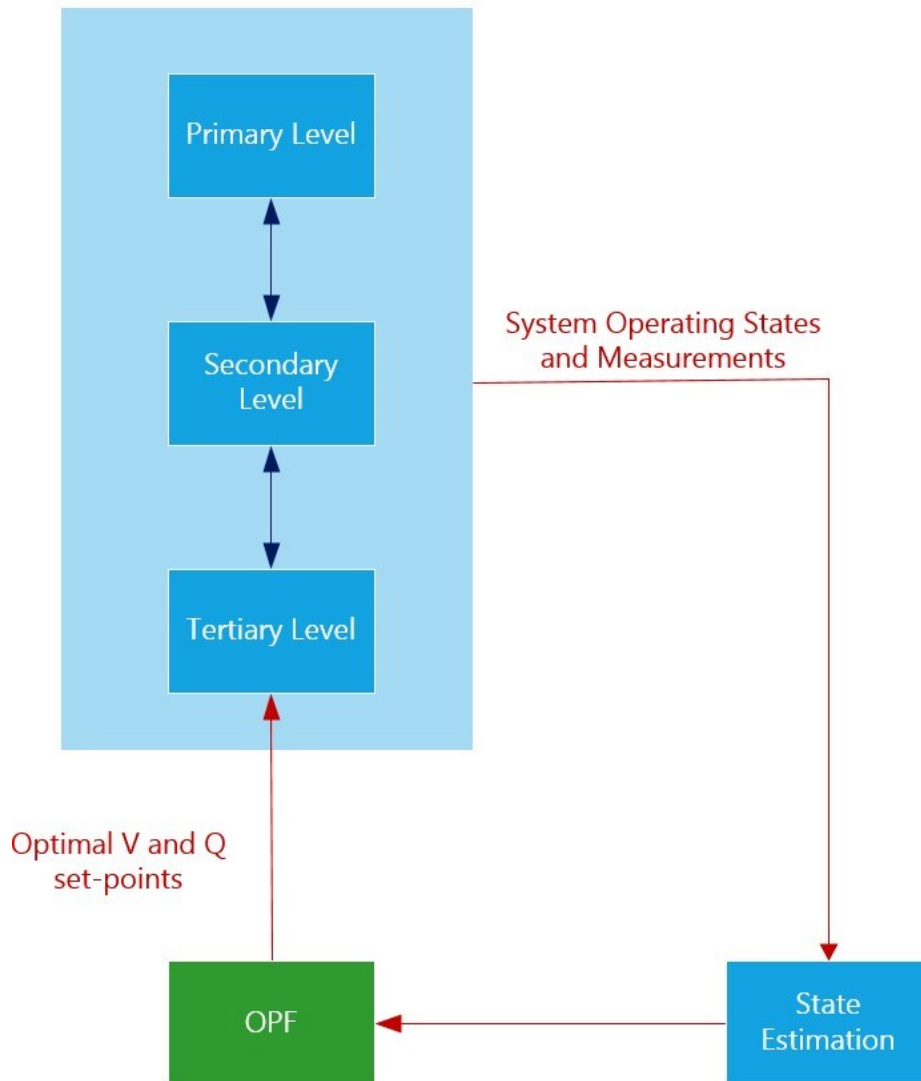 Primary Level
Secondary
Level
System Operating States
and Measurements
Tertiary Level
Optimal V and Q
set-points
OPF
State
Estimation